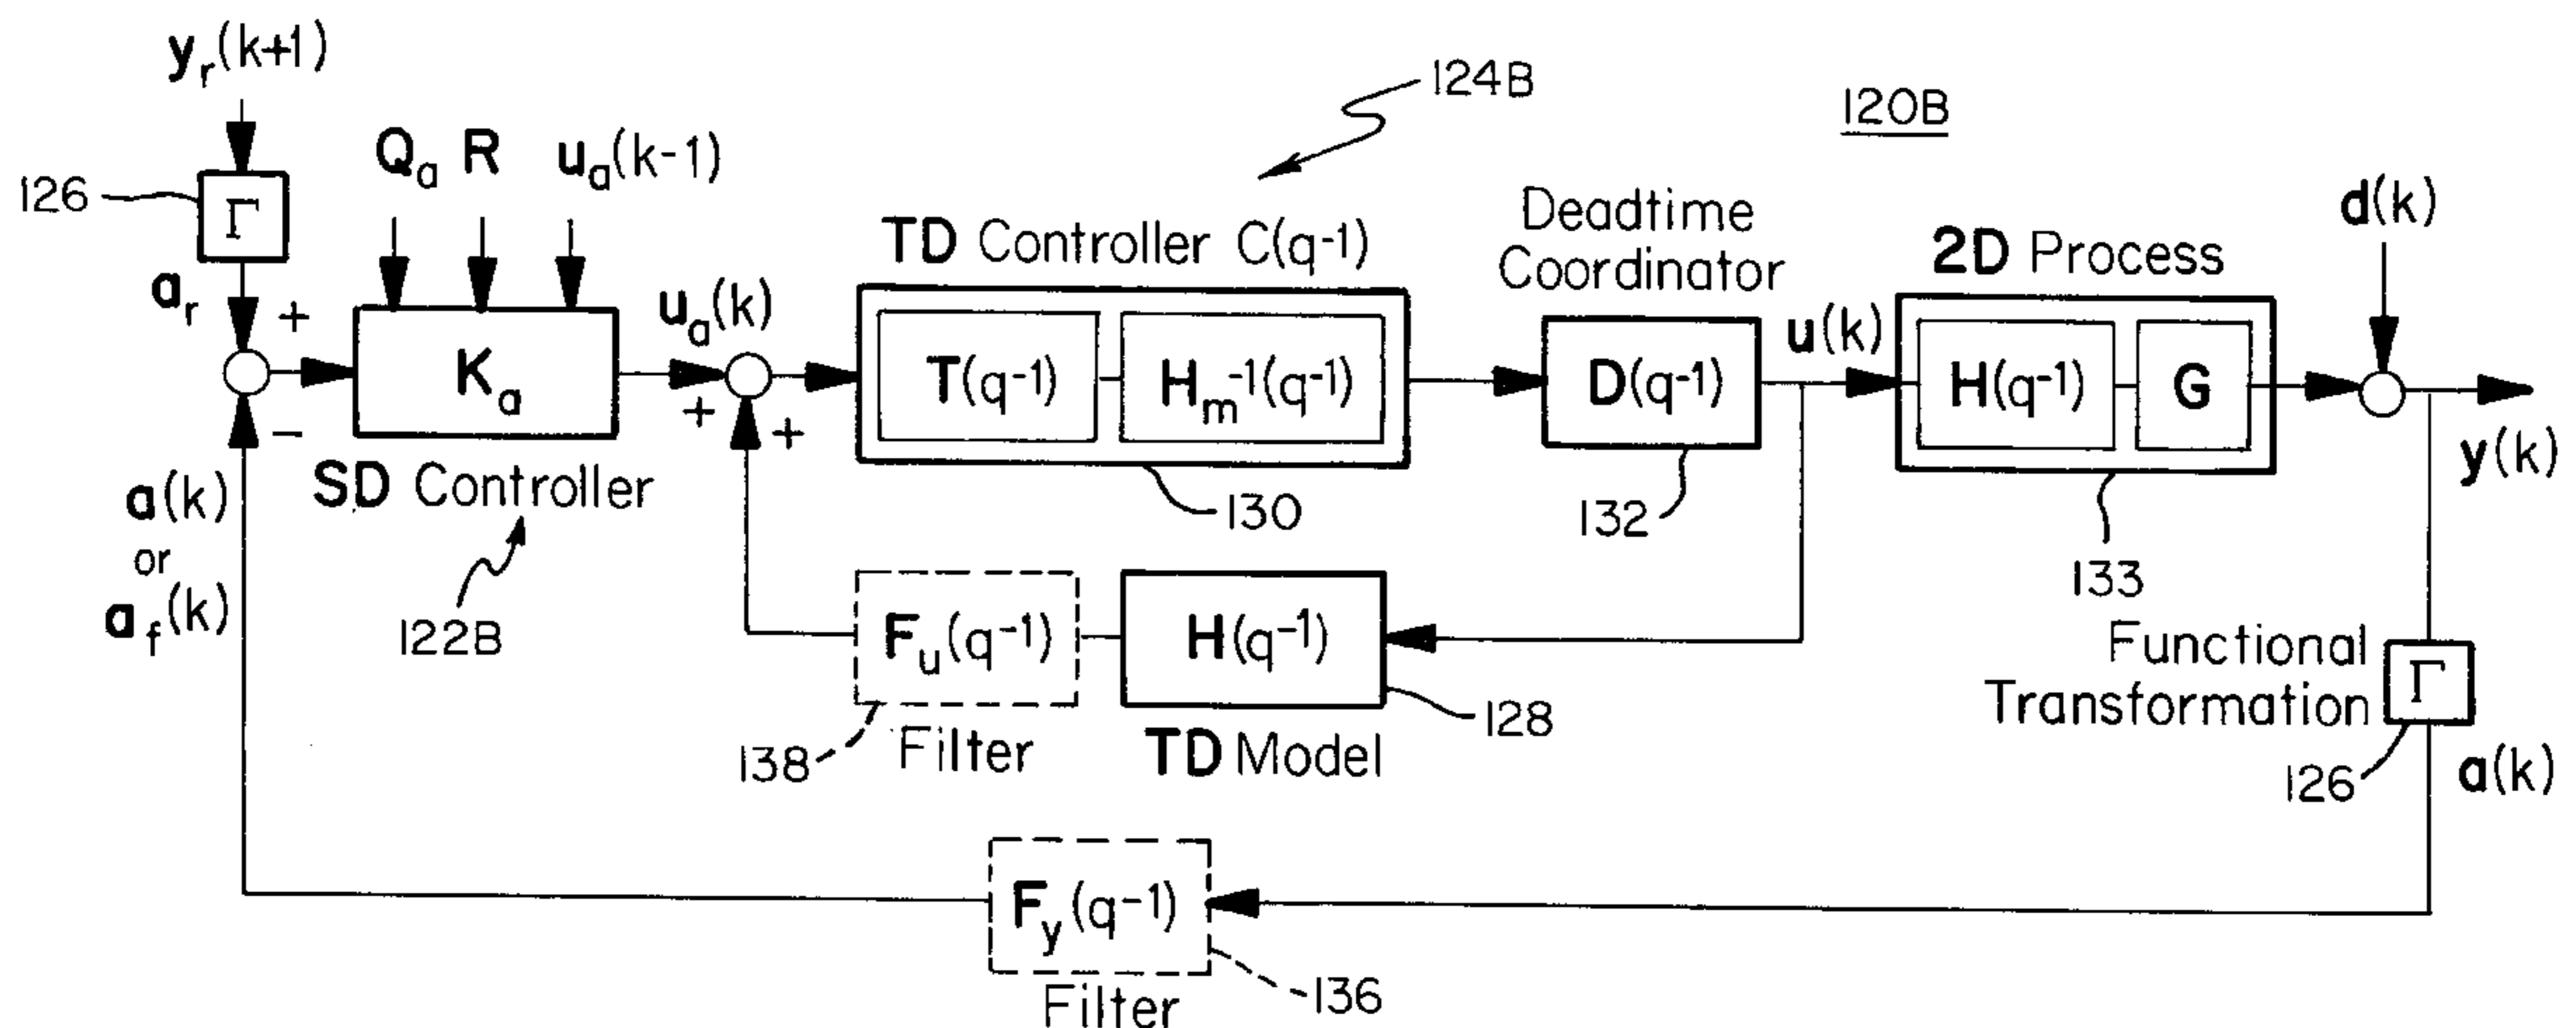 y_r(k+1)
124B
120B
Q_a R u_a(k-1)
126
Γ
d(k)
Deadtime
Coordinator
TD Controller C(q-1)
2D Process
a_r
+
u_a(k)
u(k)
K_a
T(q-1)
H_m^-1(q-1)
D(q-1)
H(q-1)
G
y(k)
+
+
−
SD Controller
a(k)
or
a_f(k)
130
132
133
122B
F_u(q-1)
H(q-1)
Functional
Transformation
Γ
138
Filter
TD Model
128
126
a(k)
F_y(q-1)
136
Filter